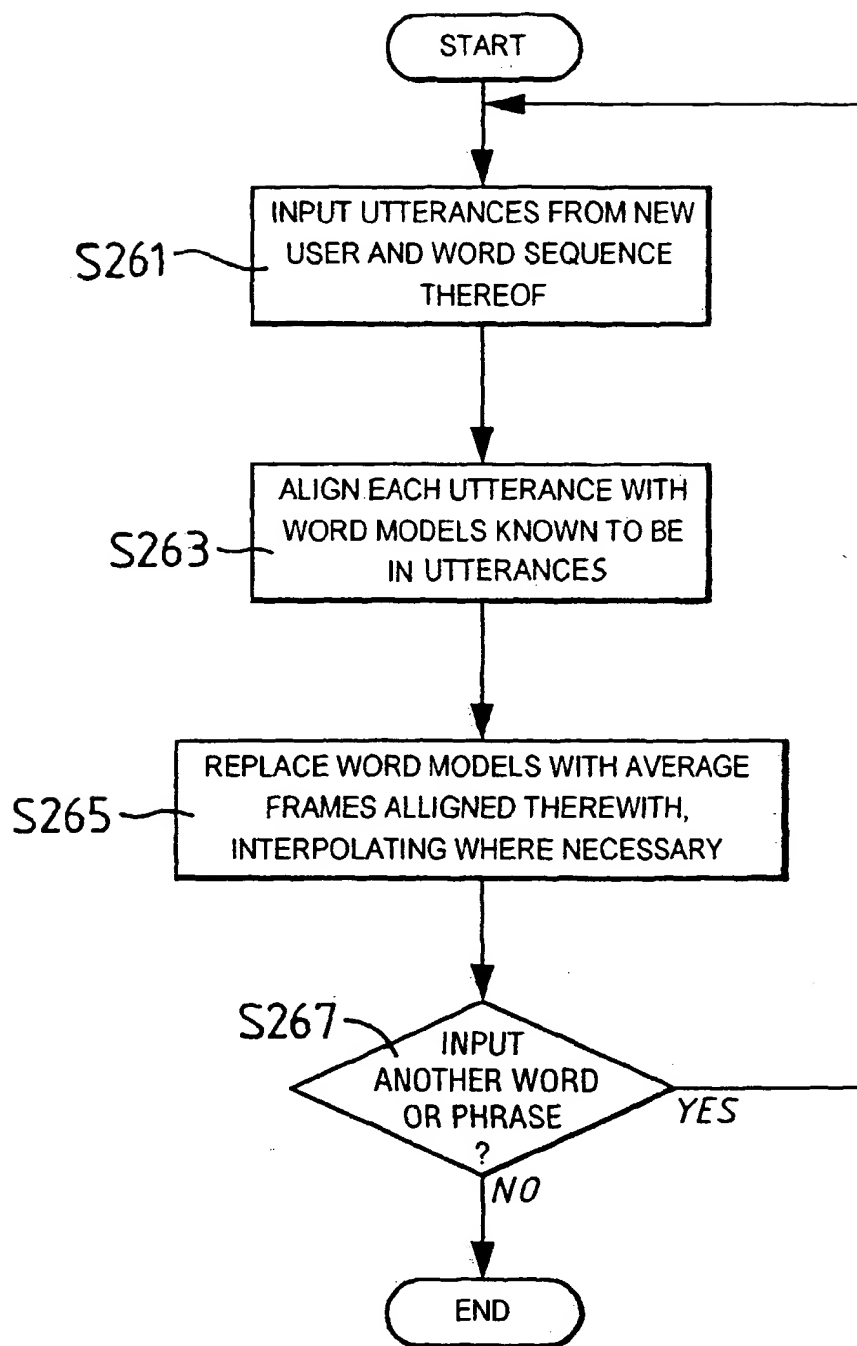 START
S261
INPUT UTTERANCES FROM NEW
USER AND WORD SEQUENCE
THEREOF
S263
ALIGN EACH UTTERANCE WITH
WORD MODELS KNOWN TO BE
IN UTTERANCES
S265
REPLACE WORD MODELS WITH AVERAGE
FRAMES ALLIGNED THEREWITH,
INTERPOLATING WHERE NECESSARY
S267
INPUT
ANOTHER WORD
OR PHRASE
?
YES
NO
END